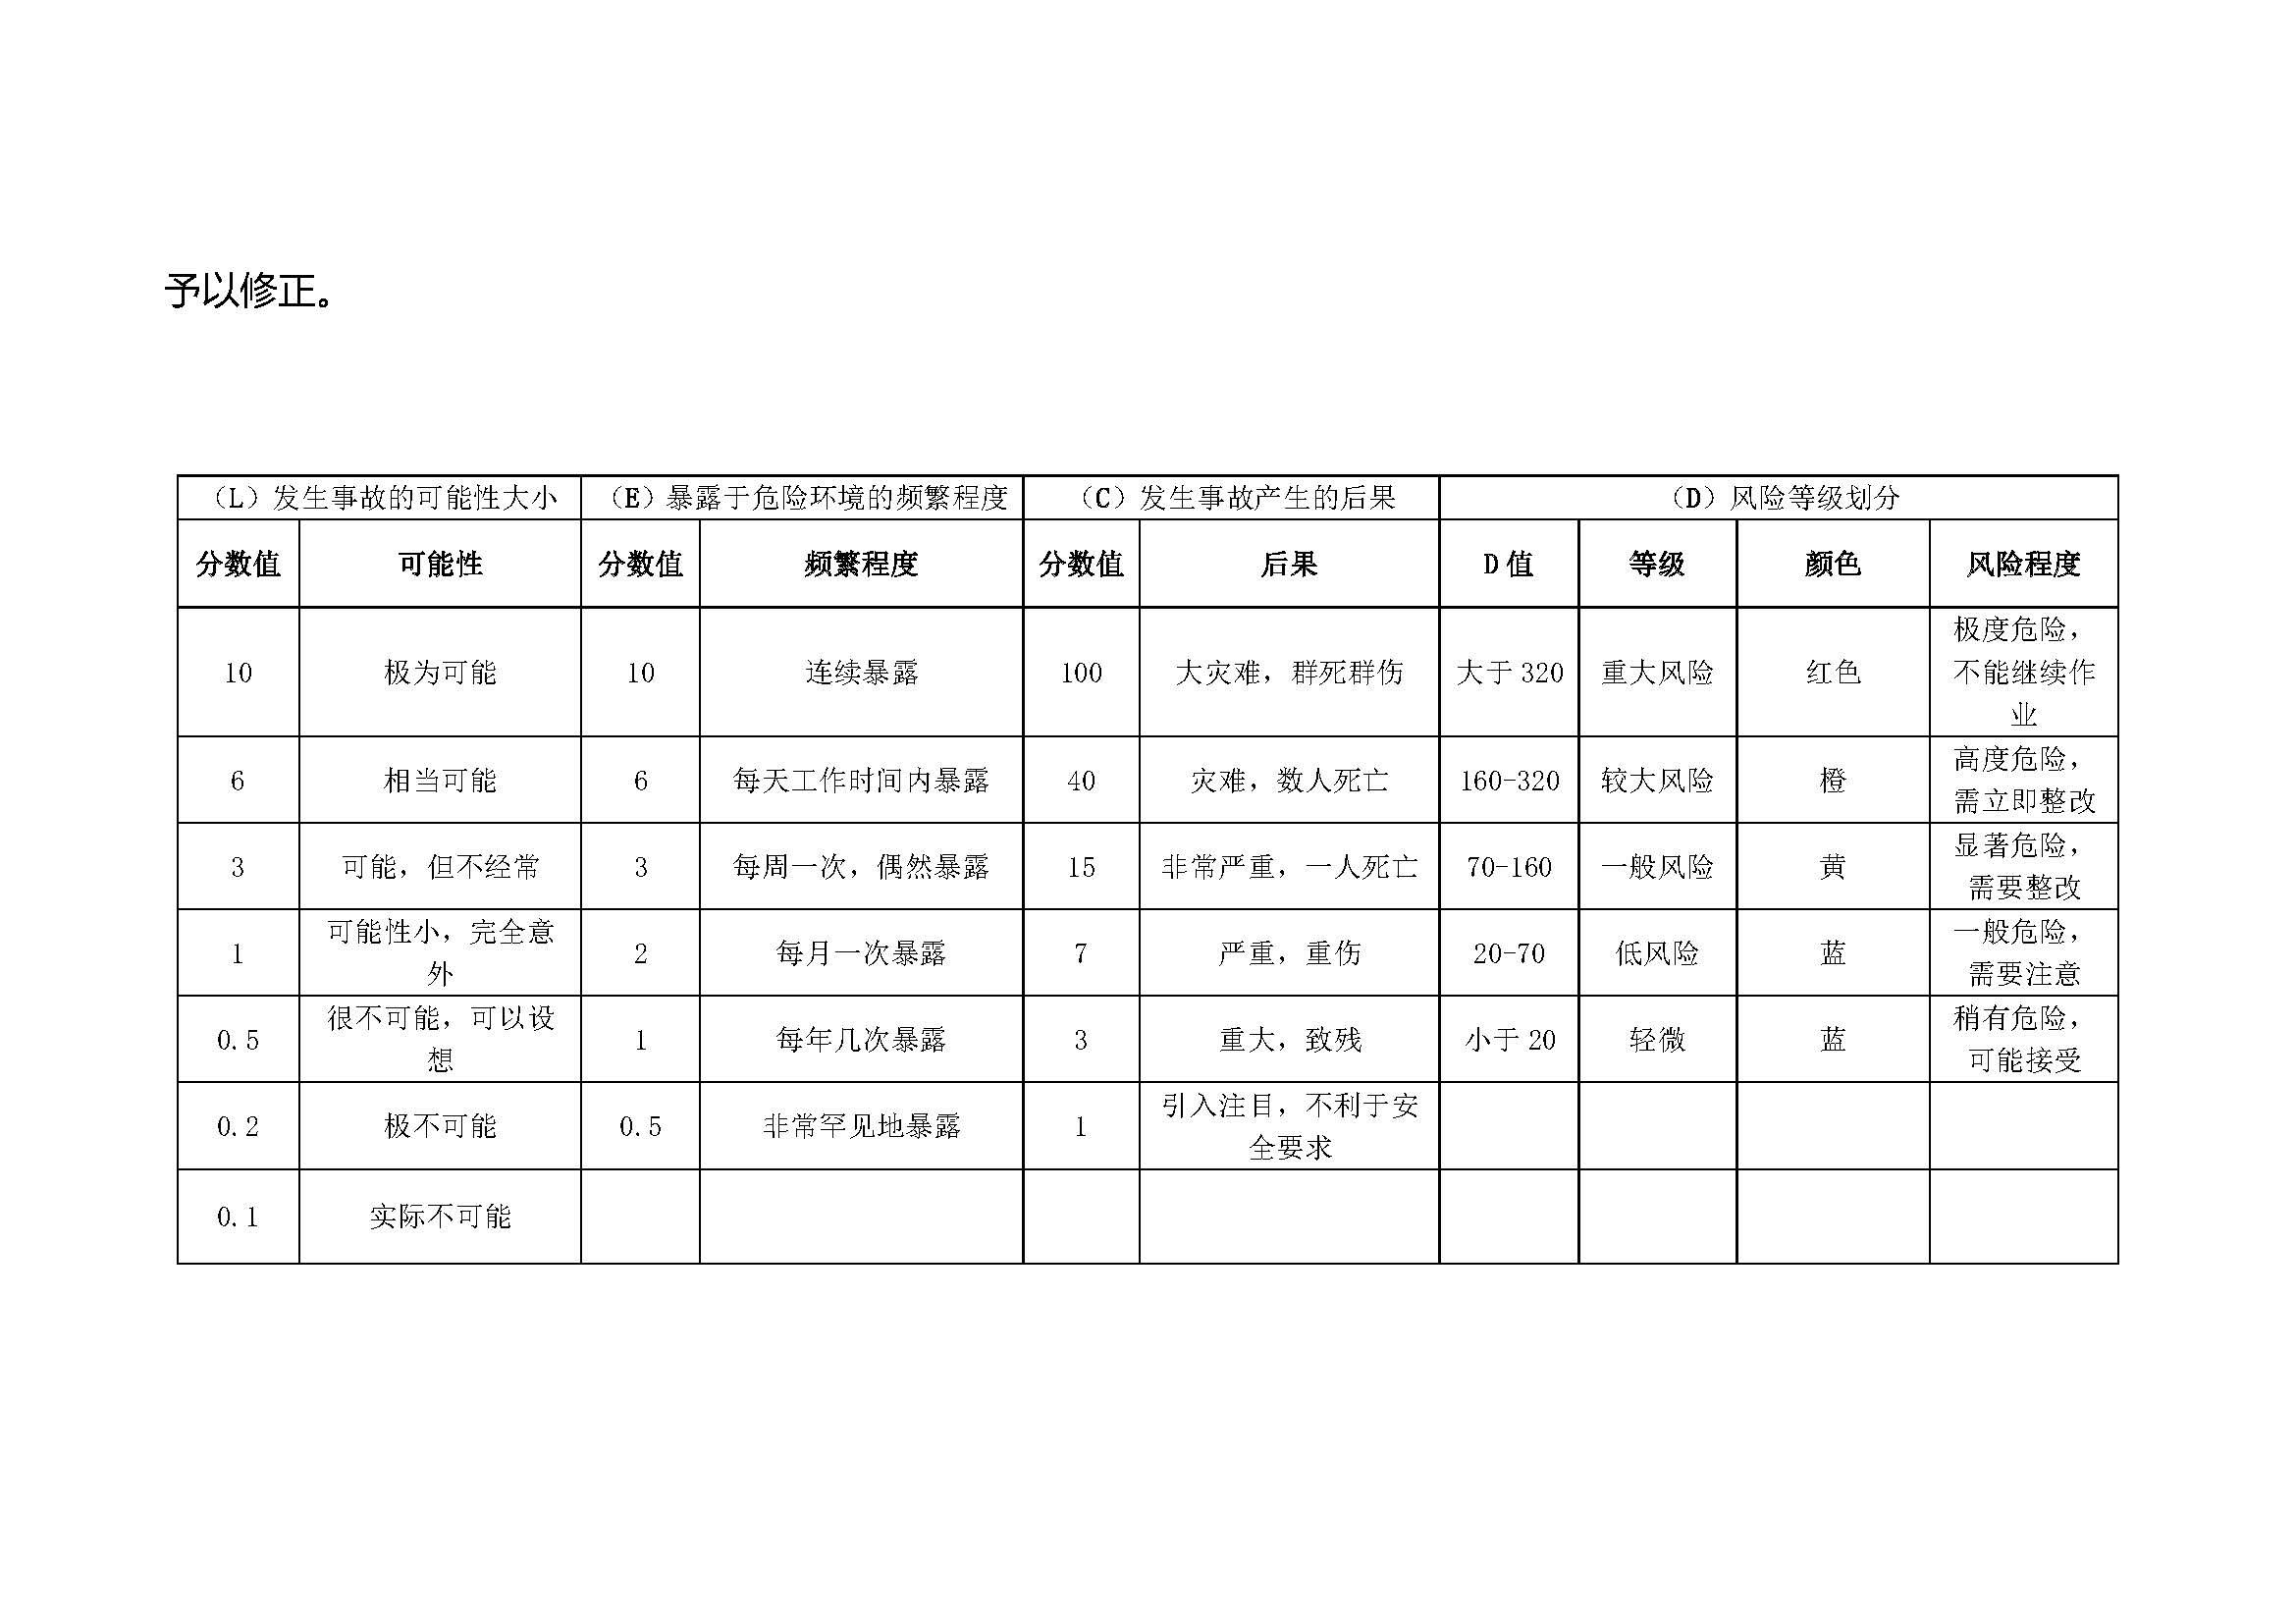 予以修正。
（L）发生事故的可能性大小 （E）暴露于危险环境的频繁程度 （C）发生事故产生的后果 （D）风险等级划分
分数值 可能性 分数值 频繁程度 分数值 后果 D 值 等级 颜色 风险程度
10 极为可能 10 连续暴露 100 大灾难，群死群伤 大于 320 重大风险 红色 极度危险，
不能继续作
业
6 相当可能 6 每天工作时间内暴露 40 灾难，数人死亡 160-320 较大风险 橙 高度危险，
需立即整改
3 可能，但不经常 3 每周一次，偶然暴露 15 非常严重，一人死亡 70-160 一般风险 黄 显著危险，
需要整改
1 可能性小，完全意
外 2 每月一次暴露 7 严重，重伤 20-70 低风险 蓝 一般危险，
需要注意
0.5 很不可能，可以设
想 1 每年几次暴露 3 重大，致残 小于 20 轻微 蓝 稍有危险，
可能接受
0.2 极不可能 0.5 非常罕见地暴露 1 引入注目，不利于安
全要求
0.1 实际不可能